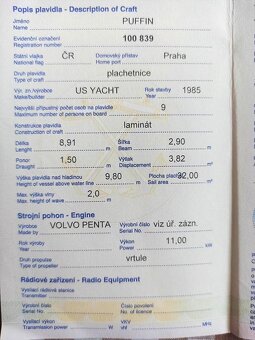 Popis plavidla - Description of Craft
Jméno PUFFIN
Name
Evidenční označení 100 839
Registration number
Státní vlajka ČR Domovský přístav Praha
National flag Home port
Druh plavidla plachetnice
Type of craft
Výr. zn./Výrobce US YACHT Rok stavby 1985
Make/builder Year
Nejvyšší přípustný počet osob na plavidle 9
Maximum number of persons on board
Konstrukce plavidla laminát
Construction of craft
Délka 8,91 Šířka 2,90
Lenght m Beam m
Ponor 1,50 Výtlak 3,82
Draught m Displacement m³
Výška plavidla nad hladinou 9,80 Plocha plachet 32,00
Height of vessel above water line m Sail area m²
Max. výška vlny 2,0
Max. height of wave m
Strojní pohon - Engine
Výrobce VOLVO PENTA Výrobní číslo viz úř. zázn.
Made by Serial No.
Rok výroby Výkon 11,00
Year Power kW
Druh propulze vrtule
Type of propeller
Rádiové zařízení - Radio Equipment
Vysílací rádiová stanice
Transmitter
Výrobní číslo Číslo povolení
Serial No. No. of licence
Vysílací výkon VKV
Transmission power W vhf MHz